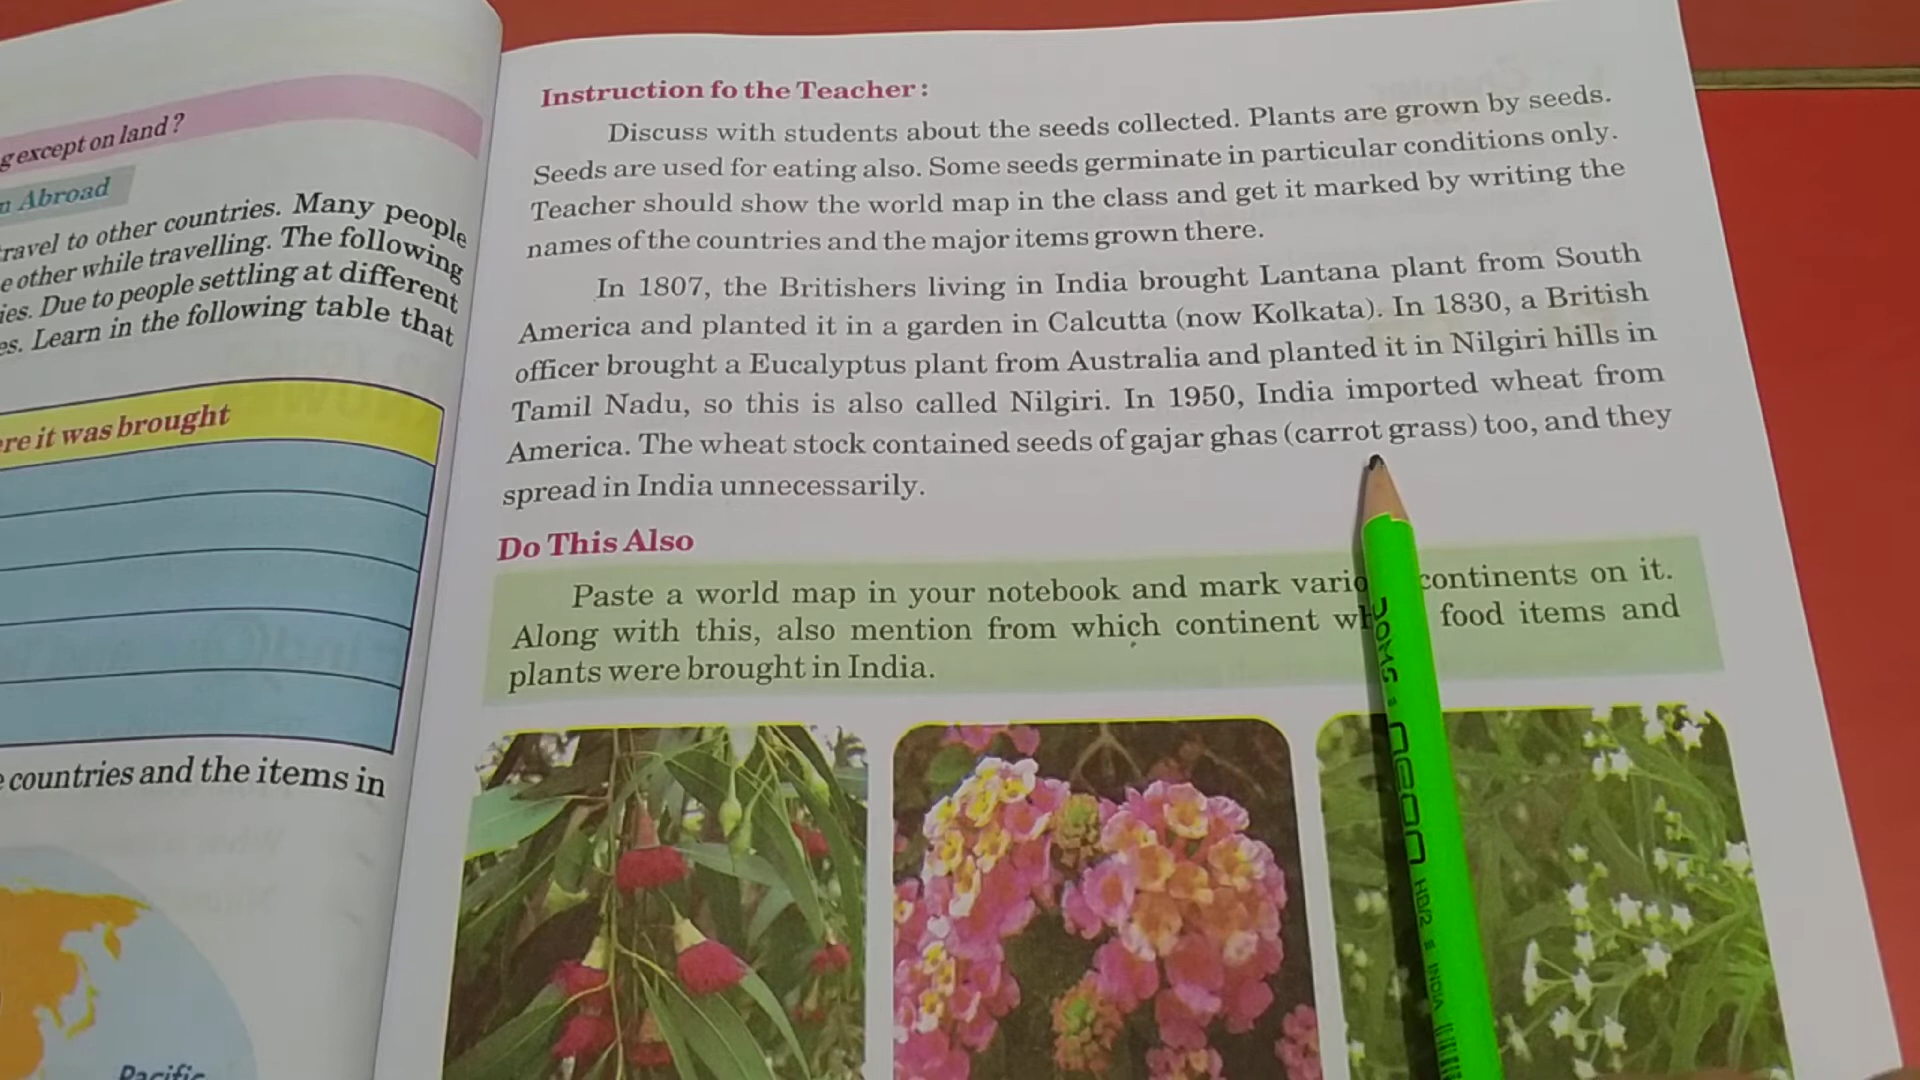 g except on land?
n Abroad
travel to other countries. Many people
e other while travelling. The following
ies. Due to people settling at different
es. Learn in the following table that
ere it was brought
countries and the items in
Pacific
Instruction fo the Teacher:
Discuss with students about the seeds collected. Plants are grown by seeds.
Seeds are used for eating also. Some seeds germinate in particular conditions only.
Teacher should show the world map in the class and get it marked by writing the
names of the countries and the major items grown there.
In 1807, the Britishers living in India brought Lantana plant from South
America and planted it in a garden in Calcutta (now Kolkata). In 1830, a British
officer brought a Eucalyptus plant from Australia and planted it in Nilgiri hills in
Tamil Nadu, so this is also called Nilgiri. In 1950, India imported wheat from
America. The wheat stock contained seeds of gajar ghas (carrot grass) too, and they
spread in India unnecessarily.
Do This Also
Paste a world map in your notebook and mark vario continents on it.
Along with this, also mention from which continent wh food items and
plants were brought in India.
DOMS neon HB/2 INDIA